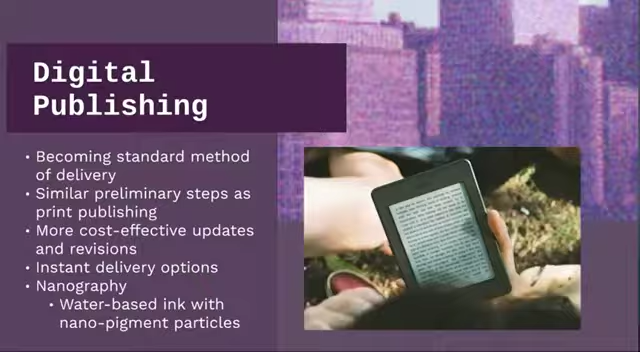 Digital
Publishing
• Becoming standard method
of delivery
• Similar preliminary steps as
print publishing
• More cost-effective updates
and revisions
• Instant delivery options
• Nanography
• Water-based ink with
nano-pigment particles